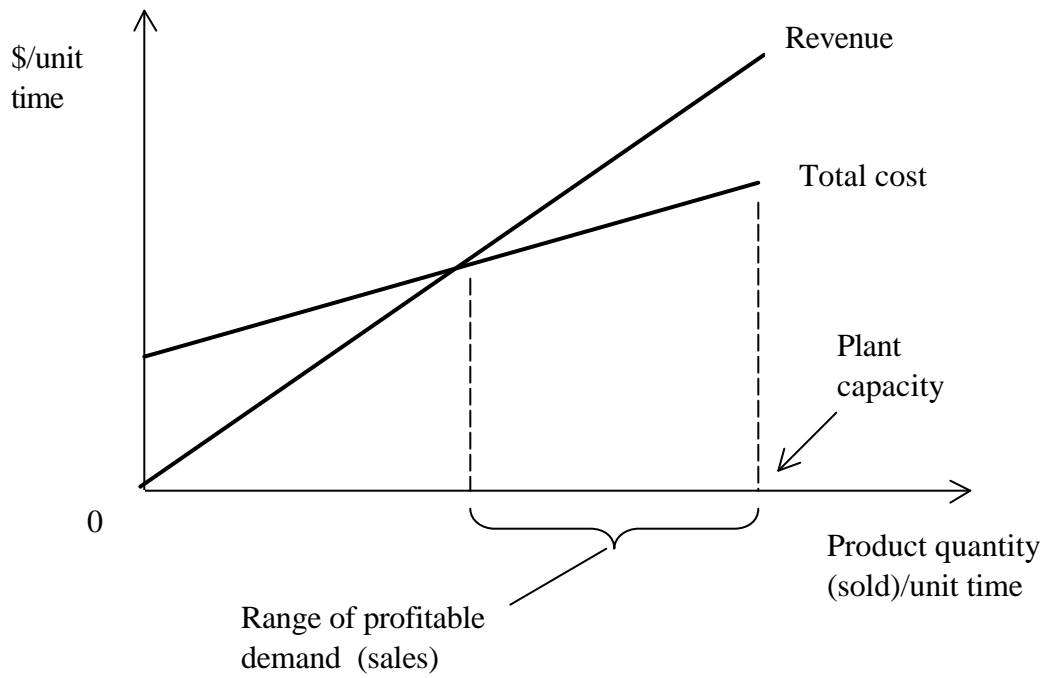 $/unit
time
Revenue
Total cost
Plant
capacity
0
Product quantity
(sold)/unit time
Range of profitable
demand (sales)